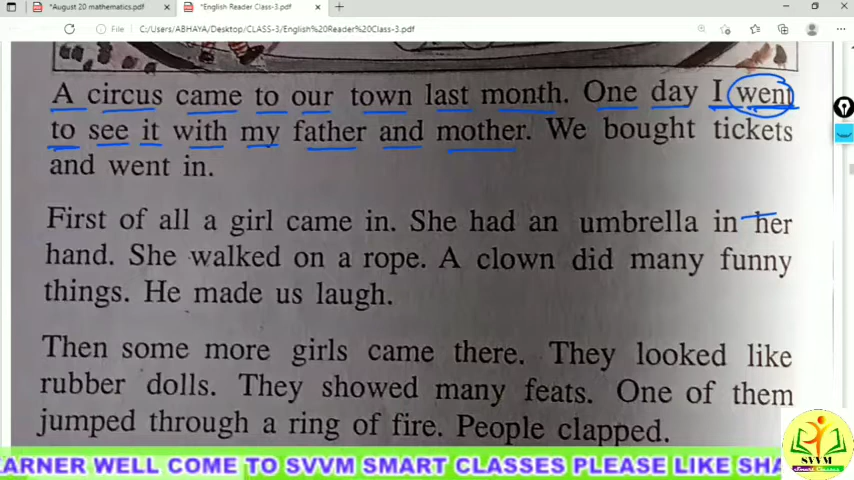 *August 20 mathematics.pdf
*English Reader Class-3.pdf
File
C:/Users/ABHAYA/Desktop/CLASS-3/English%20Reader%20Class-3.pdf
A circus came to our town last month. One day I went
to see it with my father and mother. We bought tickets
and went in.
First of all a girl came in. She had an umbrella in her
hand. She walked on a rope. A clown did many funny
things. He made us laugh.
Then some more girls came there. They looked like
rubber dolls. They showed many feats. One of them
jumped through a ring of fire. People clapped.
ARNER WELL COME TO SVVM SMART CLASSES PLEASE LIKE SHA
SVVM
Smart Classes